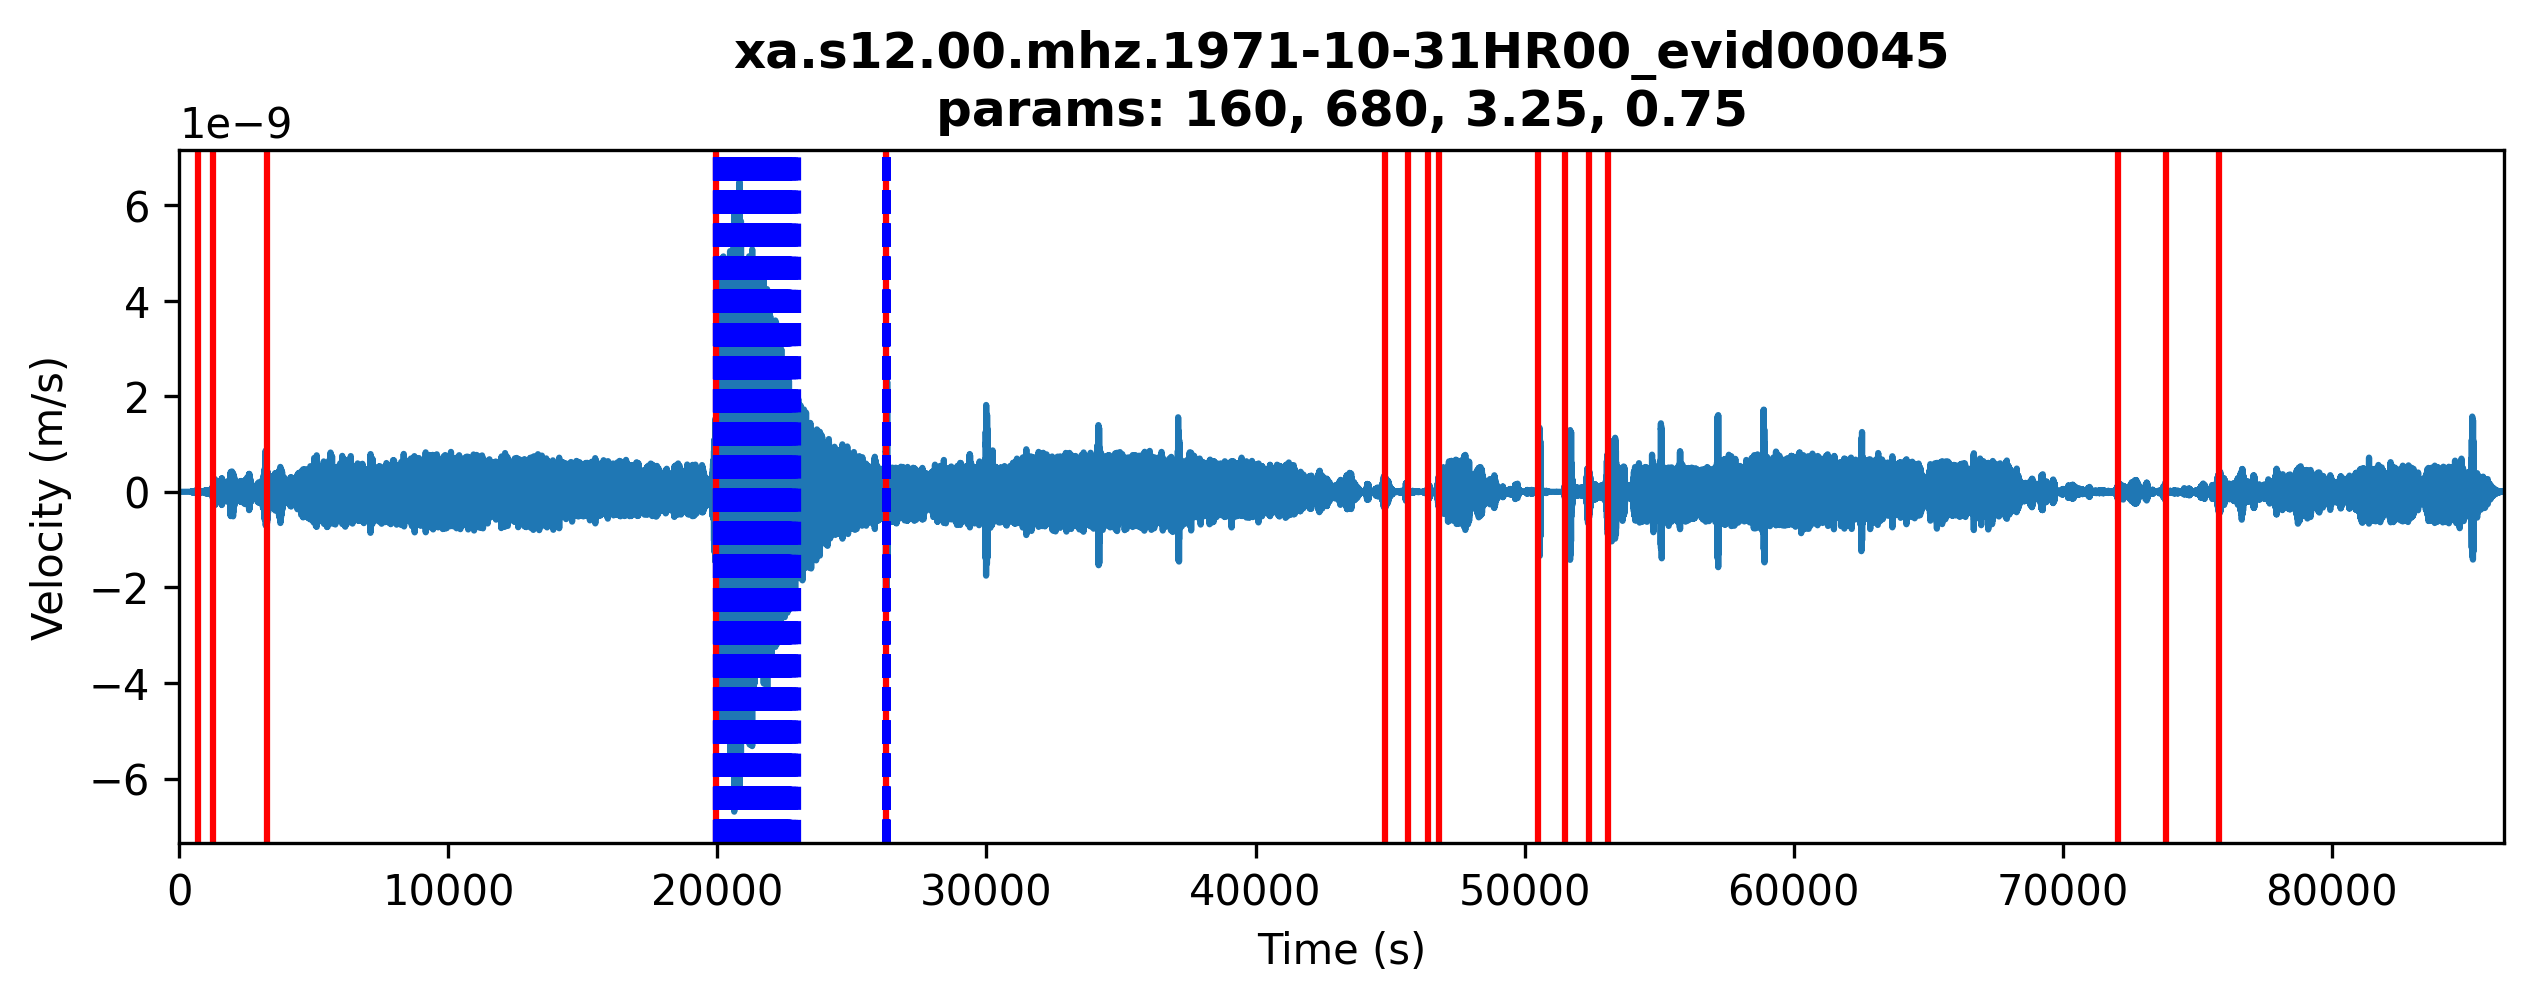 xa.s12.00.mhz.1971-10-31HR00_evid00045
params: 160, 680, 3.25, 0.75
1e−9
6
4
2
0
−2
−4
−6
Velocity (m/s)
0 10000 20000 30000 40000 50000 60000 70000 80000
Time (s)